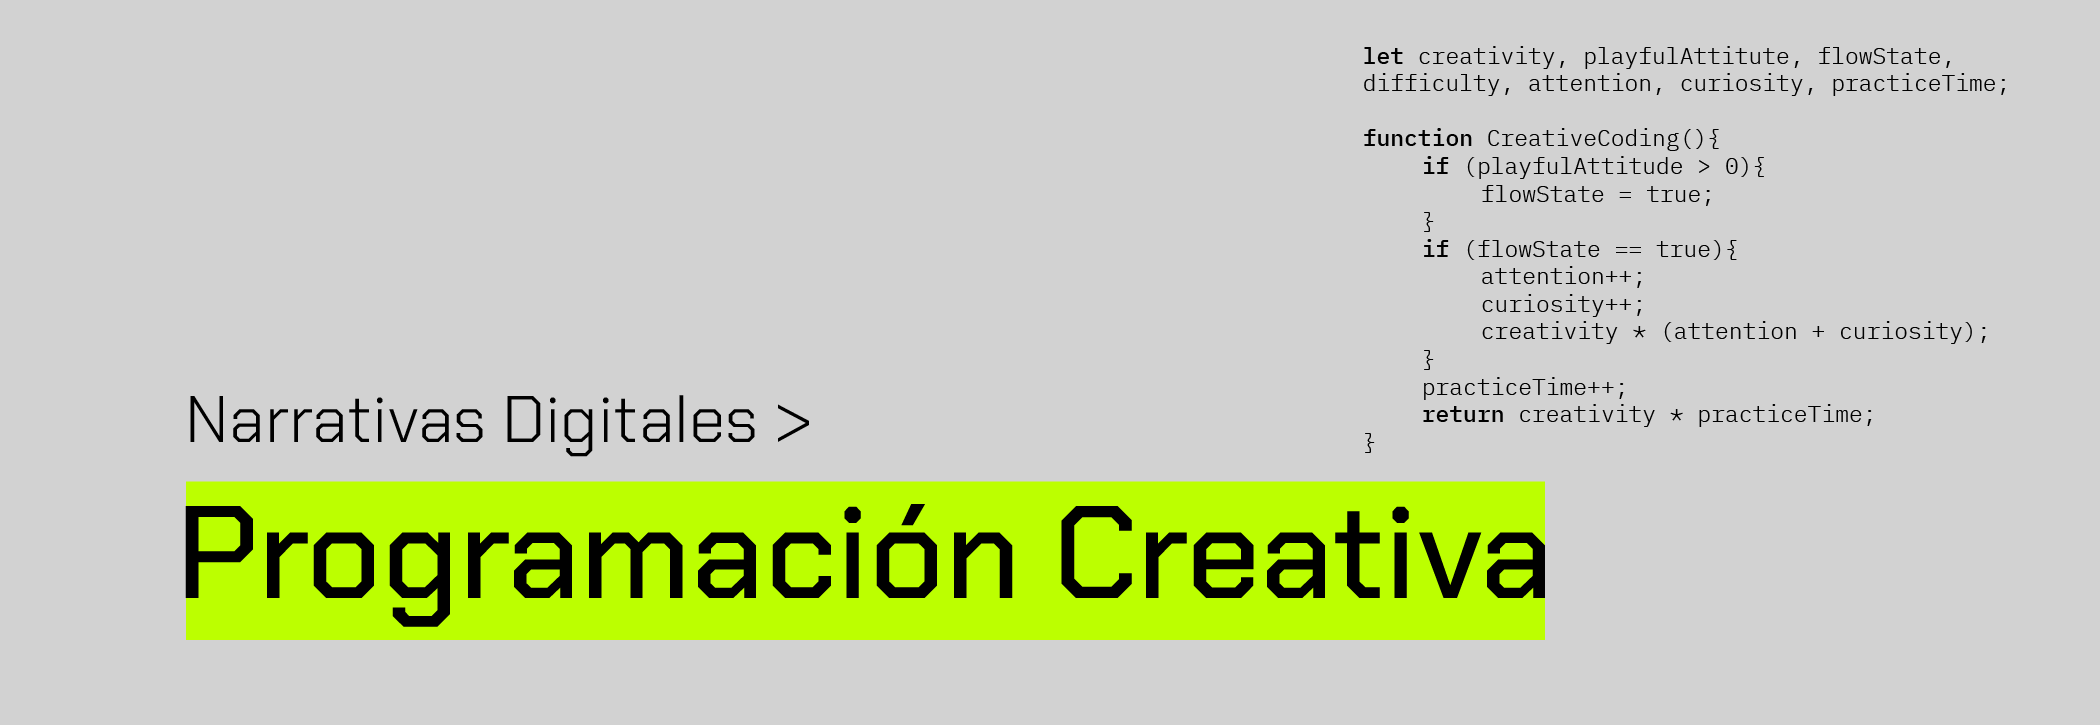 let creativity, playfulAttitute, flowState,
difficulty, attention, curiosity, practiceTime;
function CreativeCoding(){
if (playfulAttitude > 0){
flowState = true;
}
if (flowState == true){
attention++;
curiosity++;
creativity * (attention + curiosity);
}
practiceTime++;
return creativity * practiceTime;
}
Narrativas Digitales >
Programación Creativa